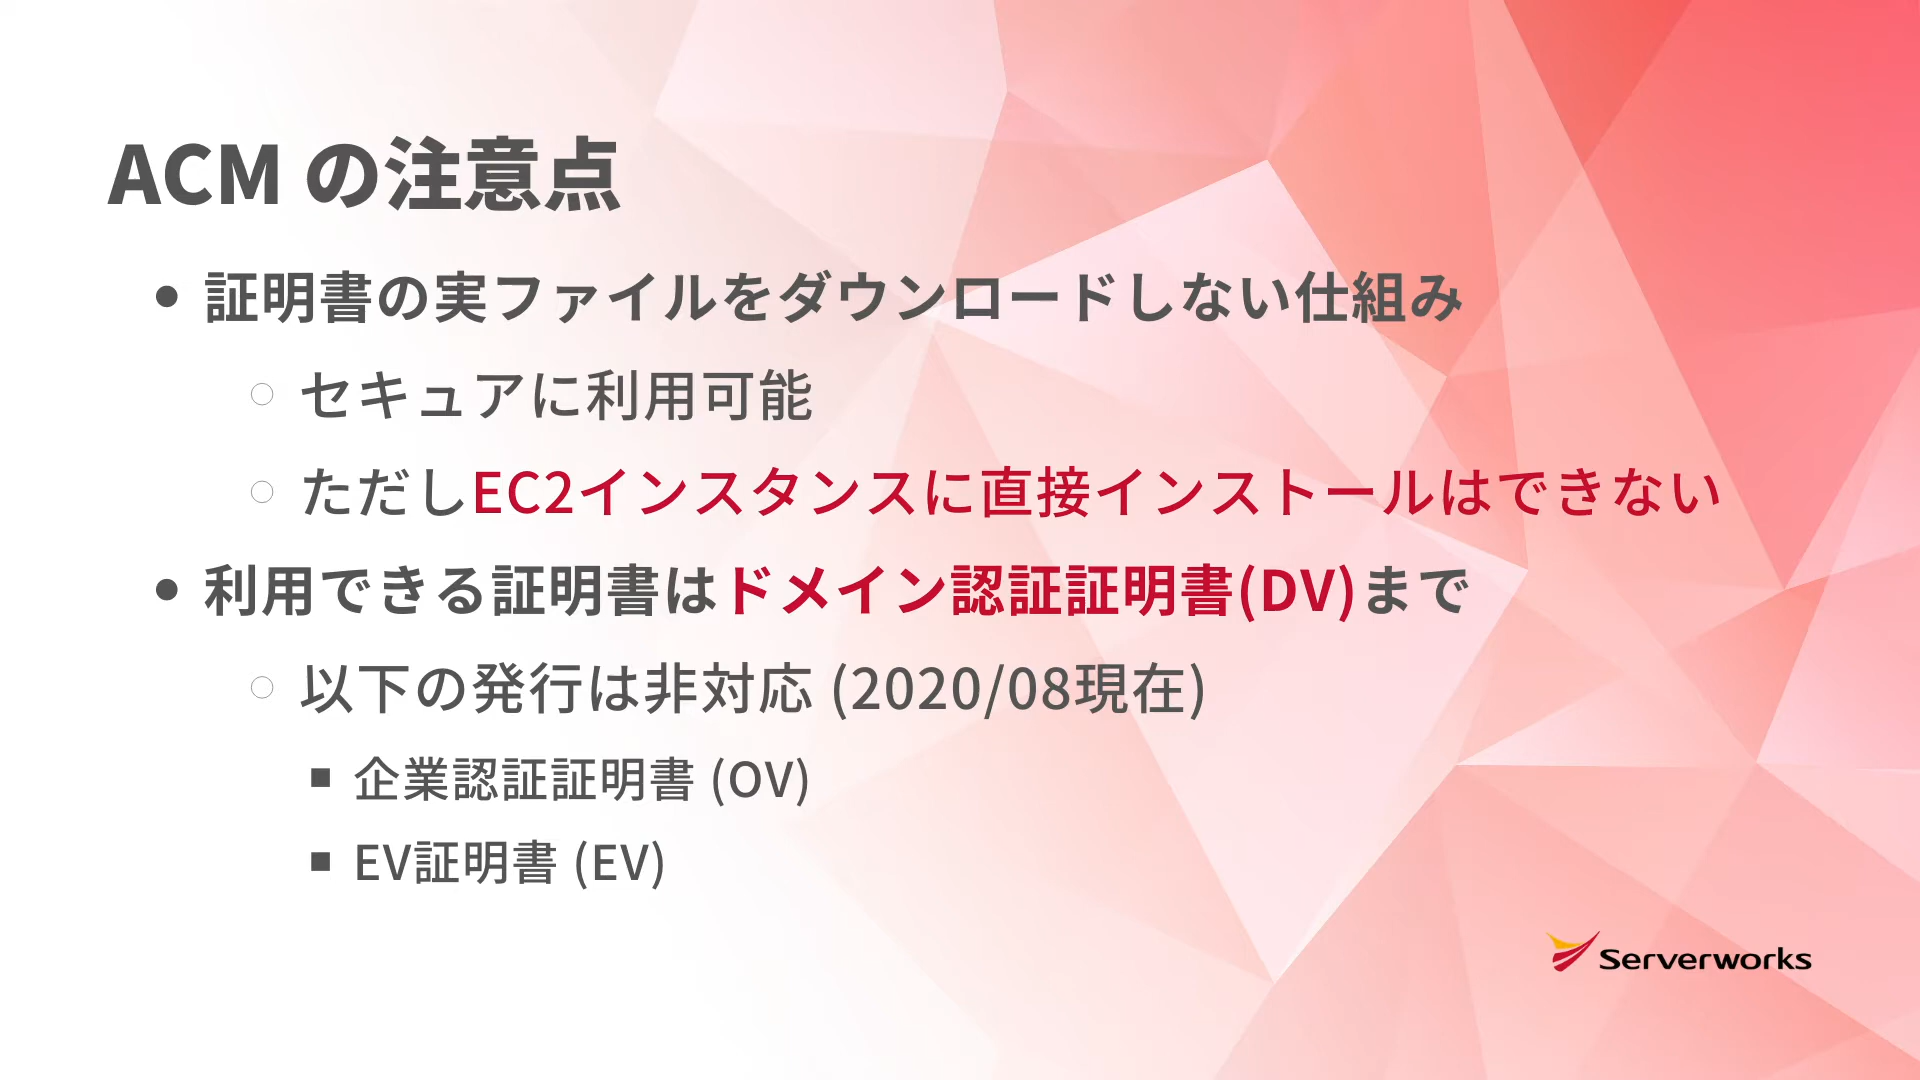 ACM の注意点
• 証明書の実ファイルをダウンロードしない仕組み
○ セキュアに利用可能
○ ただしEC2インスタンスに直接インストールはできない
• 利用できる証明書はドメイン認証証明書(DV)まで
○ 以下の発行は非対応 (2020/08現在)
■ 企業認証証明書 (OV)
■ EV証明書 (EV)
Serverworks